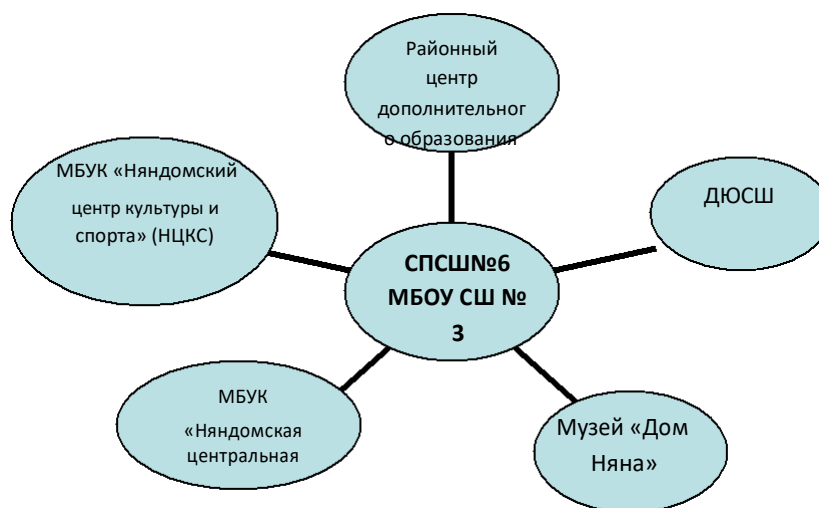 Районный
центр
дополнительног
о образования
МБУК «Няндомский
центр культуры и
спорта» (НЦКС)
ДЮСШ
СПСШ№6
МБОУ СШ №
3
МБУК
«Няндомская
центральная
Музей «Дом
Няна»